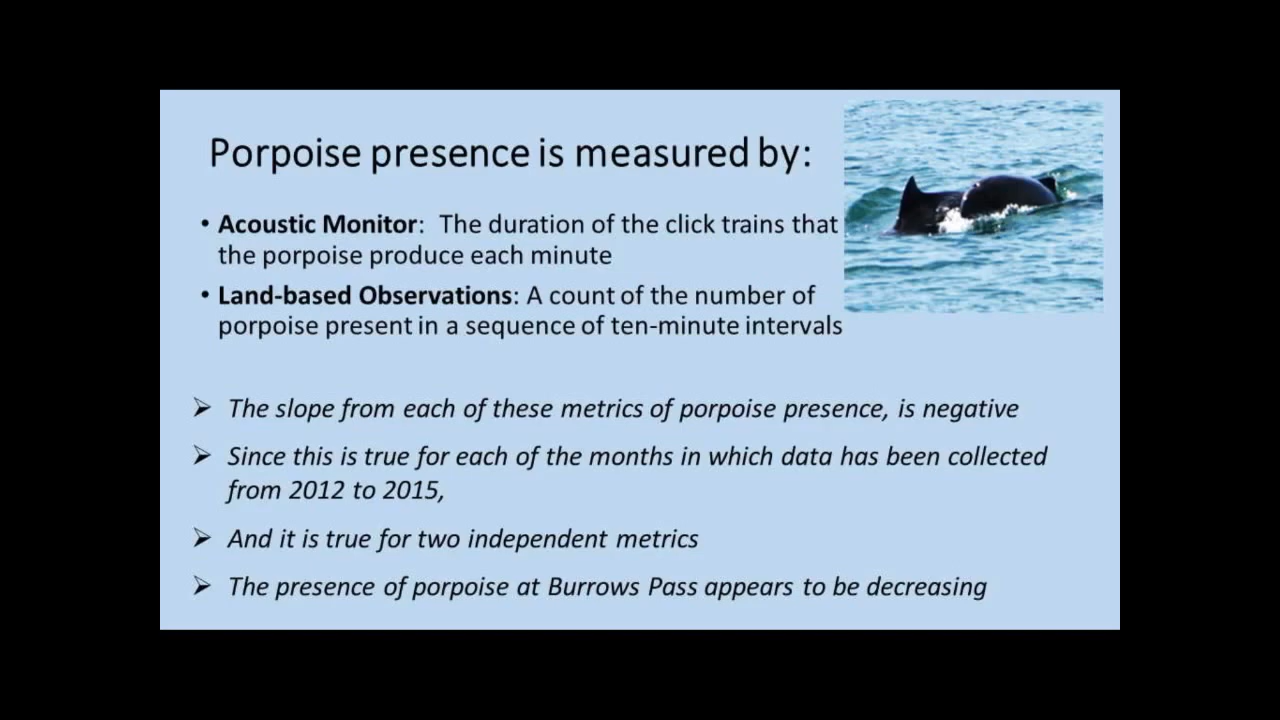 Porpoise presence is measured by:
• Acoustic Monitor: The duration of the click trains that
the porpoise produce each minute
• Land-based Observations: A count of the number of
porpoise present in a sequence of ten-minute intervals
➢ The slope from each of these metrics of porpoise presence, is negative
➢ Since this is true for each of the months in which data has been collected
from 2012 to 2015,
➢ And it is true for two independent metrics
➢ The presence of porpoise at Burrows Pass appears to be decreasing